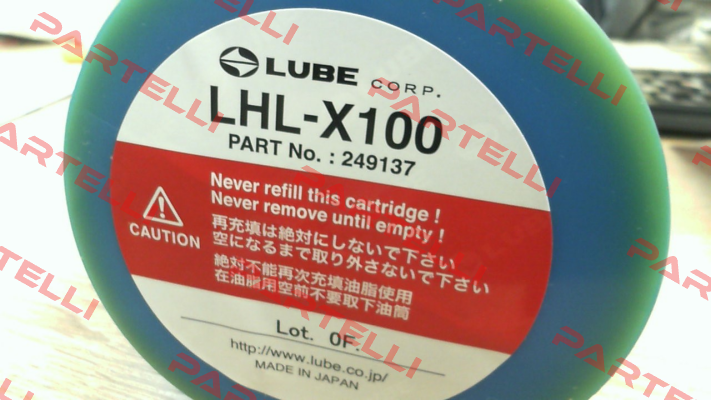 LUBE CORP.
LHL-X100
PART No. : 249137
CAUTION
Never refill this cartridge !
Never remove until empty !
再充填は絶対にしないで下さい
空になるまで取り外さないで下さい
絶対不能再次充填油脂使用
在油脂用空前不要取下油筒
Lot. 0F.
http://www.lube.co.jp/
MADE IN JAPAN
PARTELLI
PARTELLI
PARTELLI
PARTELLI
PARTELLI
PARTELLI
PARTELLI
PARTELLI